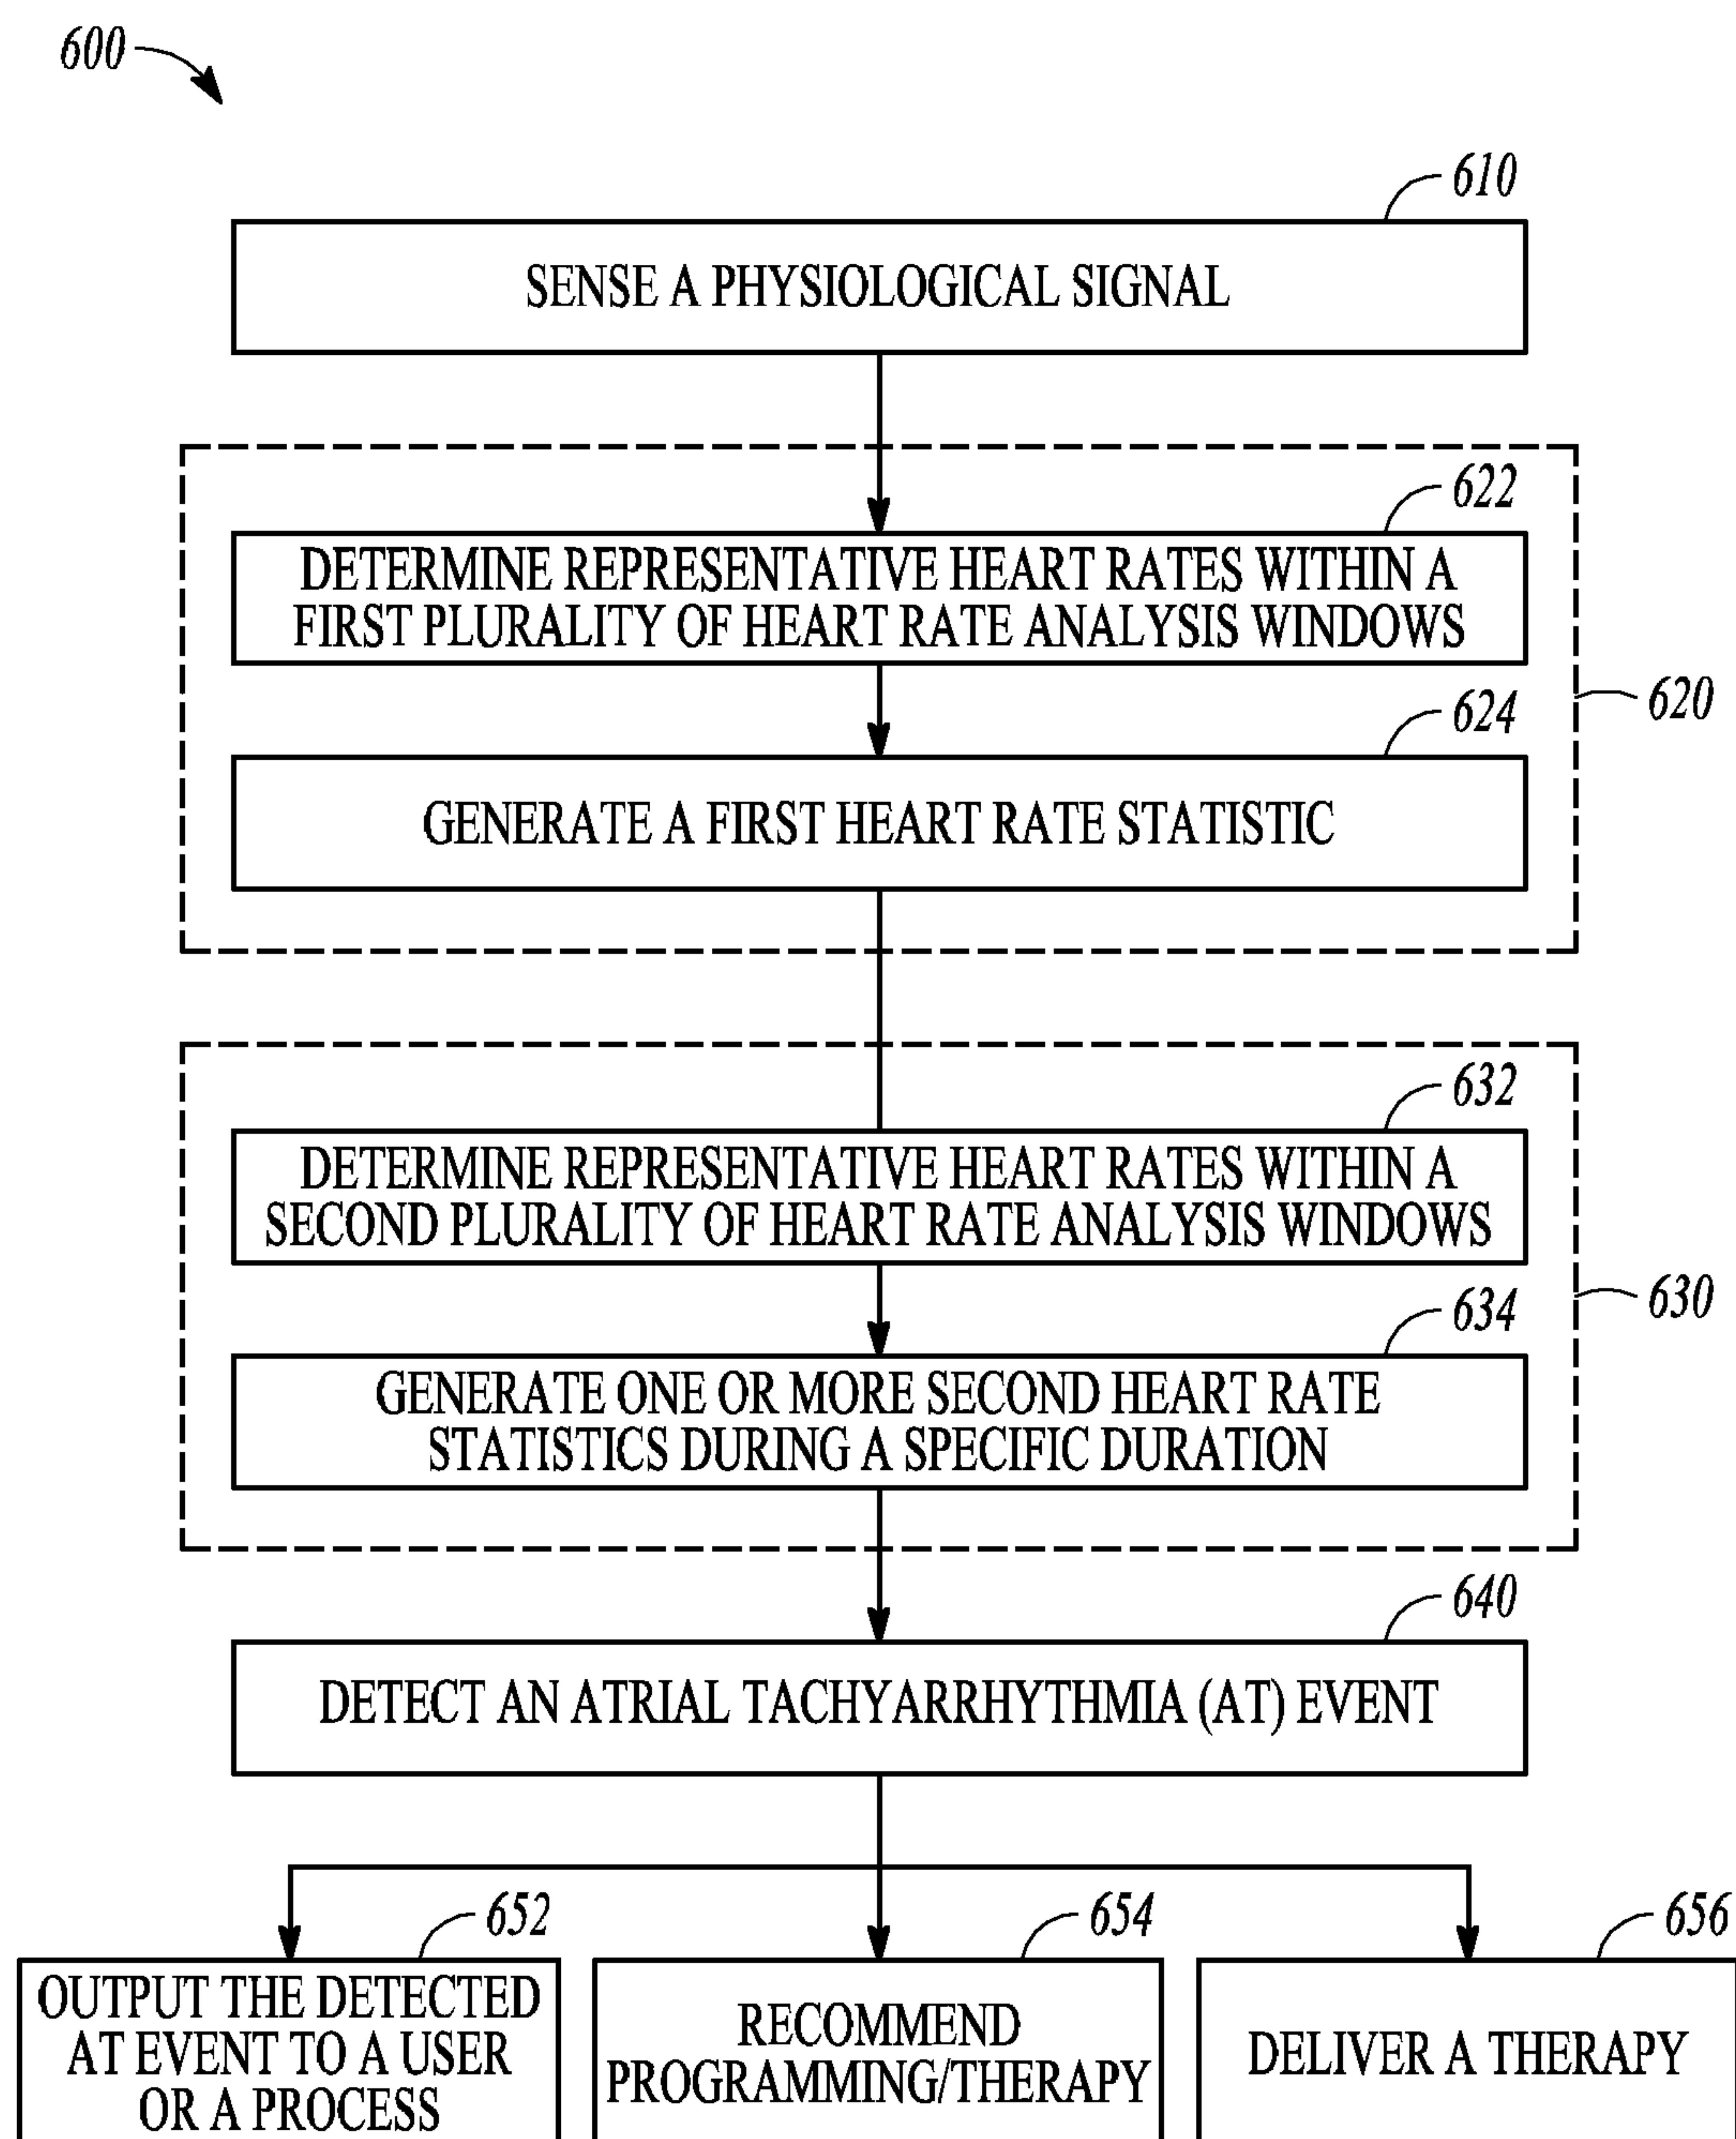 600
610
SENSE A PHYSIOLOGICAL SIGNAL
622
DETERMINE REPRESENTATIVE HEART RATES WITHIN A
FIRST PLURALITY OF HEART RATE ANALYSIS WINDOWS
620
624
GENERATE A FIRST HEART RATE STATISTIC
632
DETERMINE REPRESENTATIVE HEART RATES WITHIN A
SECOND PLURALITY OF HEART RATE ANALYSIS WINDOWS
630
634
GENERATE ONE OR MORE SECOND HEART RATE
STATISTICS DURING A SPECIFIC DURATION
640
DETECT AN ATRIAL TACHYARRHYTHMIA (AT) EVENT
652
OUTPUT THE DETECTED
AT EVENT TO A USER
OR A PROCESS
654
RECOMMEND
PROGRAMMING/THERAPY
656
DELIVER A THERAPY